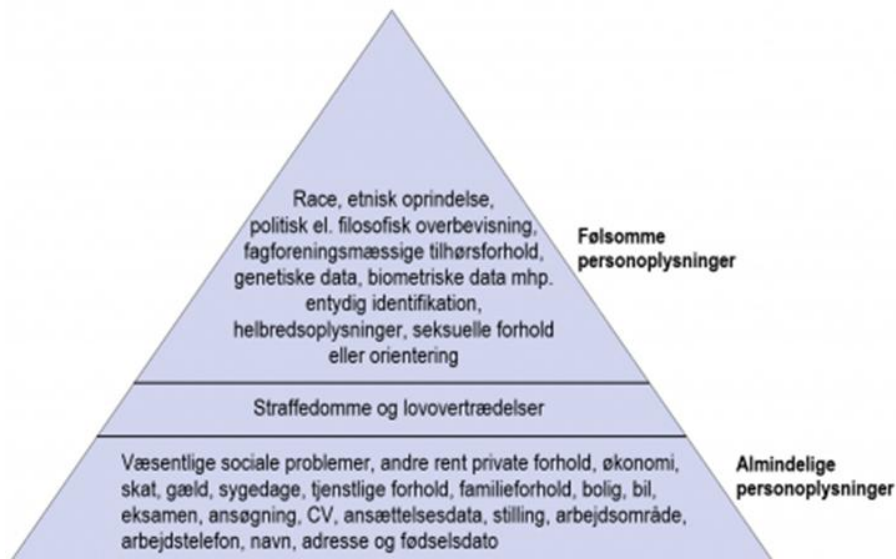 Race, etnisk oprindelse,
politisk el. filosofisk overbevisning,
fagforeningsmæssige tilhørsforhold,
genetiske data, biometriske data mhp.
entydig identifikation,
helbredsoplysninger, seksuelle forhold
eller orientering
Følsomme
personoplysninger
Straffedomme og lovovertrædelser
Væsentlige sociale problemer, andre rent private forhold, økonomi,
skat, gæld, sygedage, tjenstlige forhold, familieforhold, bolig, bil,
eksamen, ansøgning, CV, ansættelsesdata, stilling, arbejdsområde,
arbejdstelefon, navn, adresse og fødselsdato
Almindelige
personoplysninger